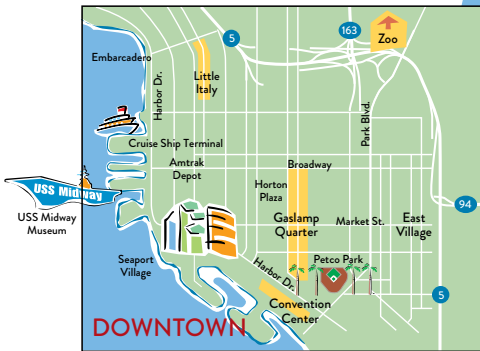 163
5
Zoo
Embarcadero
Harbor Dr.
Little
Italy
Park Blvd.
Cruise Ship Terminal
Amtrak
Depot
Broadway
USS Midway
USS Midway
Museum
Horton
Plaza
Gaslamp
Quarter
Market St.
East
Village
94
Seaport
Village
Harbor Dr.
Petco Park
5
Convention
Center
DOWNTOWN